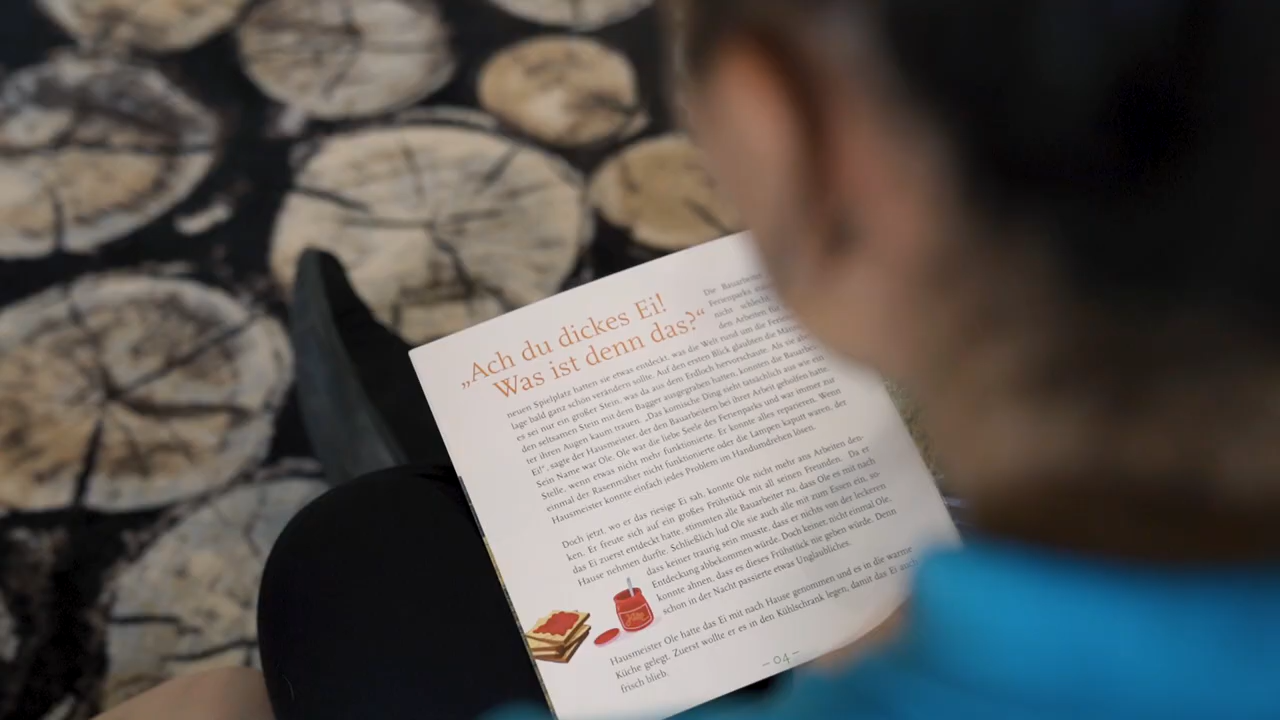 „Ach du dickes Ei!
Was ist denn das?“
Die Bauarbeiter
Ferienparks
nicht schlecht
den Arbeiten für
neuen Spielplatz hatten sie etwas entdeckt, was die Welt rund um die
lage bald ganz schön verändern sollte. Auf den ersten Blick glaubten die
es sei nur ein großer Stein, was da aus dem Erdloch hervorschaute. Als sie
den seltsamen Stein mit dem Bagger ausgegraben hatten, konnten die
ter ihren Augen kaum trauen. „Das komische Ding sieht tatsächlich aus wie ein
Ei!“, sagte der Hausmeister, der den Bauarbeitern bei ihrer Arbeit geholfen hatte.
Sein Name war Ole. Ole war die liebe Seele des Ferienparks und war immer zur
Stelle, wenn etwas nicht mehr funktionierte. Er konnte alles reparieren. Wenn
einmal der Rasenmäher nicht funktionierte oder die Lampen kaputt waren, der
Hausmeister konnte einfach jedes Problem im Handumdrehen lösen.
Doch jetzt, wo er das riesige Ei sah, konnte Ole nicht mehr ans Arbeiten den-
ken. Er freute sich auf ein großes Frühstück mit all seinen Freunden. Da er
das Ei zuerst entdeckt hatte, stimmten alle Bauarbeiter zu, dass Ole es mit nach
Hause nehmen durfte. Schließlich lud Ole sie auch alle mit zum Essen ein, so-
dass keiner traurig sein musste, dass er nichts von der leckeren
Entdeckung abbekommen würde. Doch keiner, nicht einmal Ole,
konnte ahnen, dass es dieses Frühstück nie geben würde. Denn
schon in der Nacht passierte etwas Unglaubliches.
Hausmeister Ole hatte das Ei mit nach Hause genommen und es in die warme
Küche gelegt. Zuerst wollte er es in den Kühlschrank legen, damit das Ei auch
frisch blieb.
– 04 –